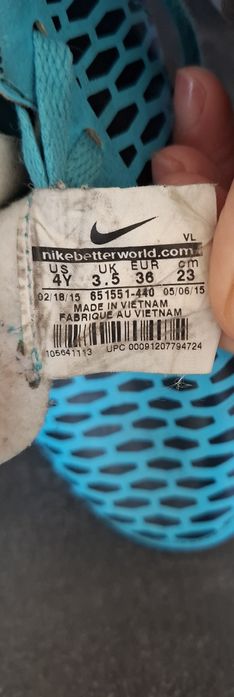 VL
nikebetterworld.com
US UK EUR cm
4Y 3.5 36 23
02/18/15 651551-440 05/06/15
MADE IN VIETNAM
FABRIQUE AU VIETNAM
105641113 UPC 00091207794724